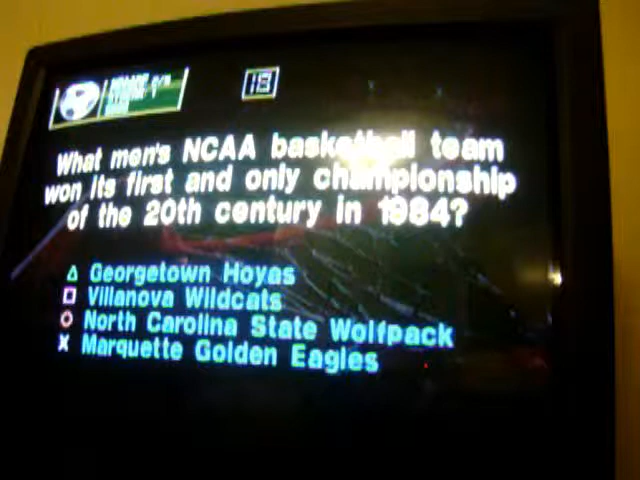 18
What men's NCAA basketball team
won its first and only championship
of the 20th century in 1984?
Georgetown Hoyas
Villanova Wildcats
North Carolina State Wolfpack
X Marquette Golden Eagles